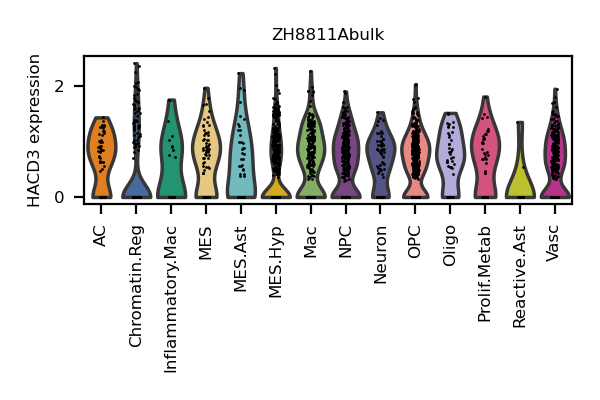 ZH8811Abulk
HACD3 expression
2
0
AC
Chromatin.Reg
Inflammatory.Mac
MES
MES.Ast
MES.Hyp
Mac
NPC
Neuron
OPC
Oligo
Prolif.Metab
Reactive.Ast
Vasc